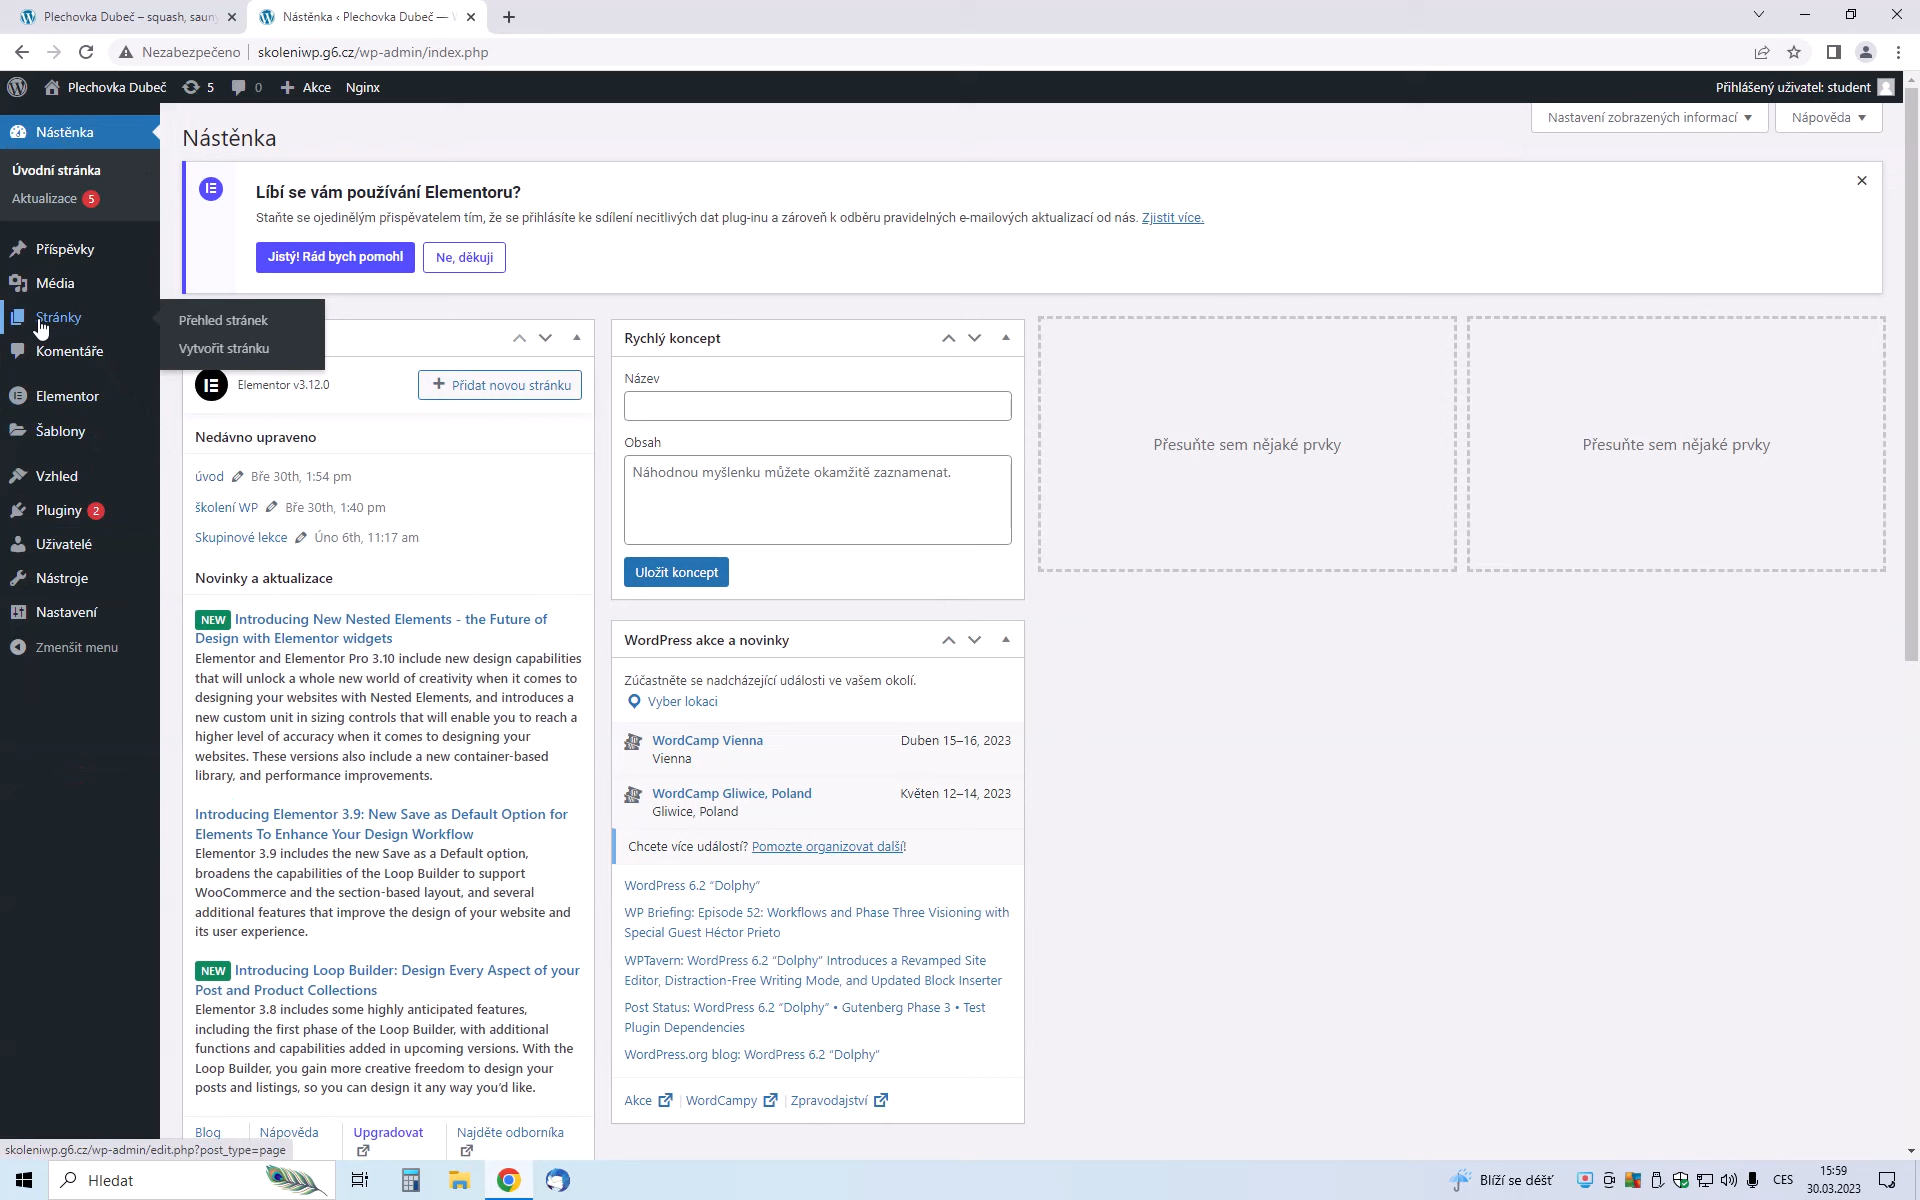 Plechovka Dubeč – squash, sauny
Nástěnka ‹ Plechovka Dubeč —
Nezabezpečeno
skoleniwp.g6.cz/wp-admin/index.php
Plechovka Dubeč
5
0
Akce
Nginx
Přihlášený uživatel: student
Nástěnka
Úvodní stránka
Aktualizace 5
Příspěvky
Média
Stránky
Komentáře
Elementor
Šablony
Vzhled
Pluginy 2
Uživatelé
Nástroje
Nastavení
Zmenšit menu
Přehled stránek
Vytvořit stránku
Nástěnka
Nastavení zobrazených informací
Nápověda
Líbí se vám používání Elementoru?
Staňte se ojedinělým přispěvatelem tím, že se přihlásíte ke sdílení necitlivých dat plug-inu a zároveň k odběru pravidelných e-mailových aktualizací od nás. Zjistit více.
Jistý! Rád bych pomohl
Ne, děkuji
Elementor v3.12.0
Přidat novou stránku
Nedávno upraveno
úvod Bře 30th, 1:54 pm
školení WP Bře 30th, 1:40 pm
Skupinové lekce Úno 6th, 11:17 am
Novinky a aktualizace
NEW Introducing New Nested Elements - the Future of
Design with Elementor widgets
Elementor and Elementor Pro 3.10 include new design capabilities
that will unlock a whole new world of creativity when it comes to
designing your websites with Nested Elements, and introduces a
new custom unit in sizing controls that will enable you to reach a
higher level of accuracy when it comes to designing your
websites. These versions also include a new container-based
library, and performance improvements.
Introducing Elementor 3.9: New Save as Default Option for
Elements To Enhance Your Design Workflow
Elementor 3.9 includes the new Save as a Default option,
broadens the capabilities of the Loop Builder to support
WooCommerce and the section-based layout, and several
additional features that improve the design of your website and
its user experience.
NEW Introducing Loop Builder: Design Every Aspect of your
Post and Product Collections
Elementor 3.8 includes some highly anticipated features,
including the first phase of the Loop Builder, with additional
functions and capabilities added in upcoming versions. With the
Loop Builder, you gain more creative freedom to design your
posts and listings, so you can design it any way you’d like.
Blog
Nápověda
Upgradovat
Najděte odborníka
Rychlý koncept
Název
Obsah
Náhodnou myšlenku můžete okamžitě zaznamenat.
Uložit koncept
WordPress akce a novinky
Zúčastněte se nadcházející události ve vašem okolí.
Vyber lokaci
WordCamp Vienna Duben 15–16, 2023
Vienna
WordCamp Gliwice, Poland Květen 12–14, 2023
Gliwice, Poland
Chcete více událostí? Pomozte organizovat další!
WordPress 6.2 “Dolphy”
WP Briefing: Episode 52: Workflows and Phase Three Visioning with
Special Guest Héctor Prieto
WPTavern: WordPress 6.2 “Dolphy” Introduces a Revamped Site
Editor, Distraction-Free Writing Mode, and Updated Block Inserter
Post Status: WordPress 6.2 “Dolphy” • Gutenberg Phase 3 • Test
Plugin Dependencies
WordPress.org blog: WordPress 6.2 “Dolphy”
Akce | WordCampy | Zpravodajství
Přesuňte sem nějaké prvky
Přesuňte sem nějaké prvky
skoleniwp.g6.cz/wp-admin/edit.php?post_type=page
Hledat
Blíží se déšť
CES
15:59
30.03.2023